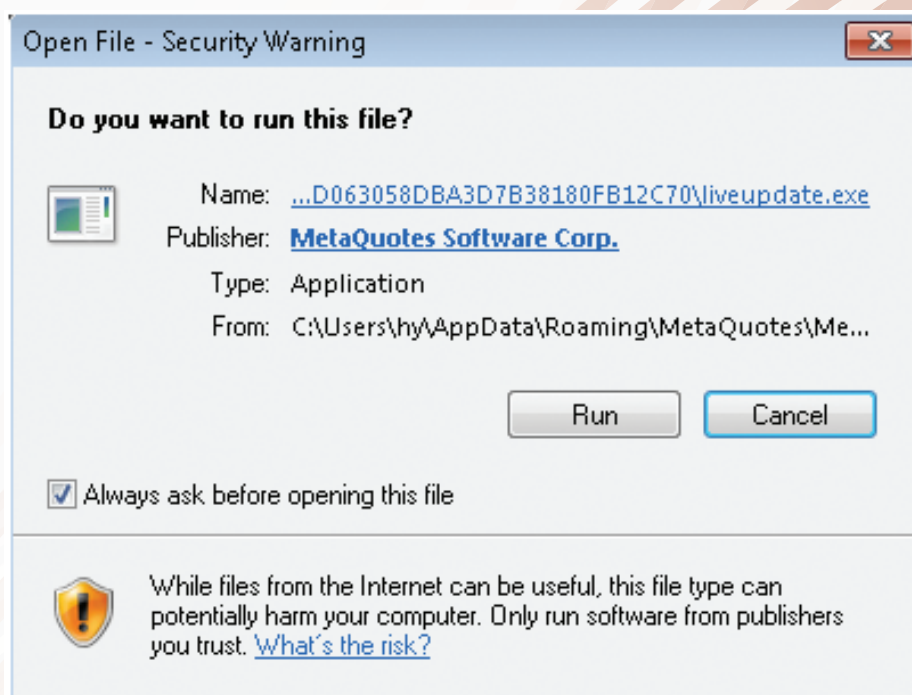 Open File - Security Warning
Do you want to run this file?
Name: ...D063058DBA3D7B38180FB12C70\liveupdate.exe
Publisher: MetaQuotes Software Corp.
Type: Application
From: C:\Users\hy\AppData\Roaming\MetaQuotes\Me...
Run Cancel
Always ask before opening this file
While files from the Internet can be useful, this file type can
potentially harm your computer. Only run software from publishers
you trust. What's the risk?